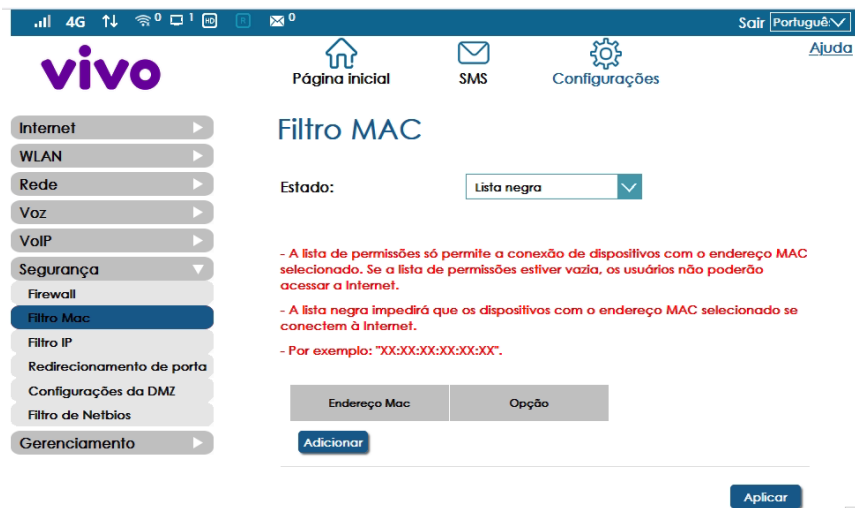 4G 0 1 HD R 0 Sair Portuguê
vivo
Página inicial SMS Configurações Ajuda
Internet
WLAN
Rede
Voz
VoIP
Segurança
Firewall
Filtro Mac
Filtro IP
Redirecionamento de porta
Configurações da DMZ
Filtro de Netbios
Gerenciamento
Filtro MAC
Estado: Lista negra
- A lista de permissões só permite a conexão de dispositivos com o endereço MAC
selecionado. Se a lista de permissões estiver vazia, os usuários não poderão
acessar a Internet.
- A lista negra impedirá que os dispositivos com o endereço MAC selecionado se
conectem à Internet.
- Por exemplo: "XX:XX:XX:XX:XX:XX".
Endereço Mac Opção
Adicionar
Aplicar